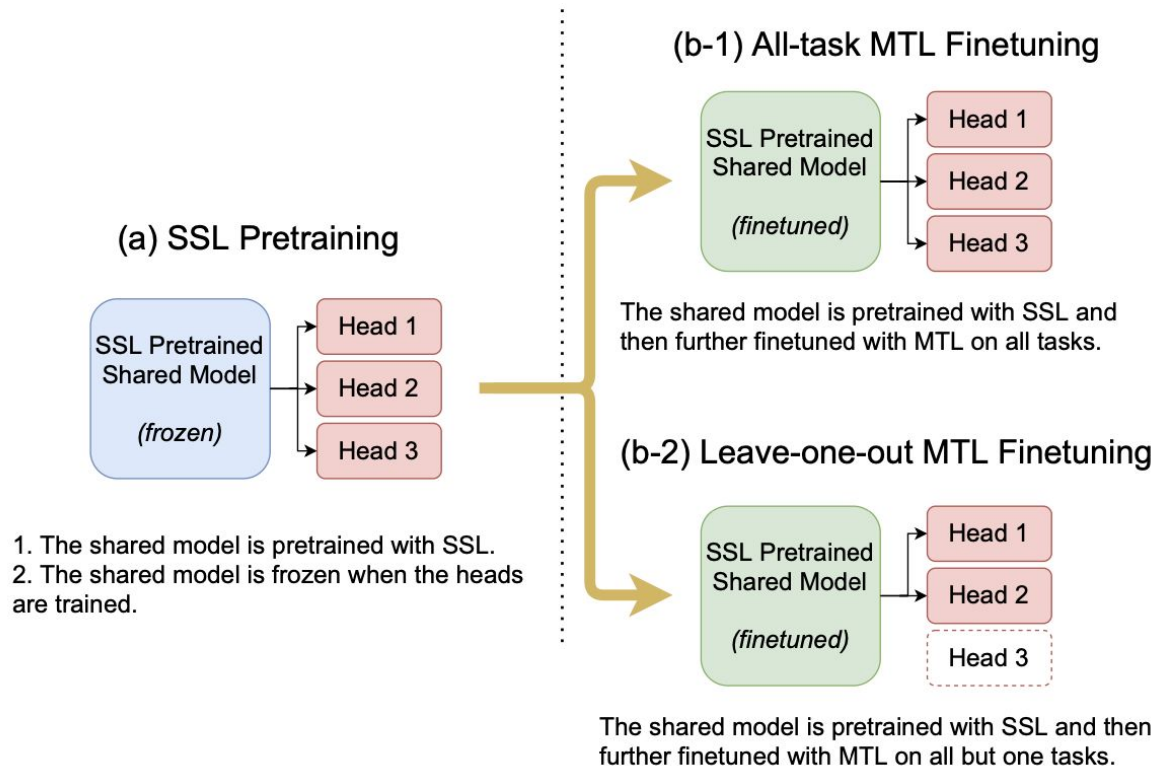 (a) SSL Pretraining
SSL Pretrained
Shared Model
(frozen)
Head 1
Head 2
Head 3
1. The shared model is pretrained with SSL.
2. The shared model is frozen when the heads
are trained.
(b-1) All-task MTL Finetuning
SSL Pretrained
Shared Model
(finetuned)
Head 1
Head 2
Head 3
The shared model is pretrained with SSL and
then further finetuned with MTL on all tasks.
(b-2) Leave-one-out MTL Finetuning
SSL Pretrained
Shared Model
(finetuned)
Head 1
Head 2
Head 3
The shared model is pretrained with SSL and then
further finetuned with MTL on all but one tasks.